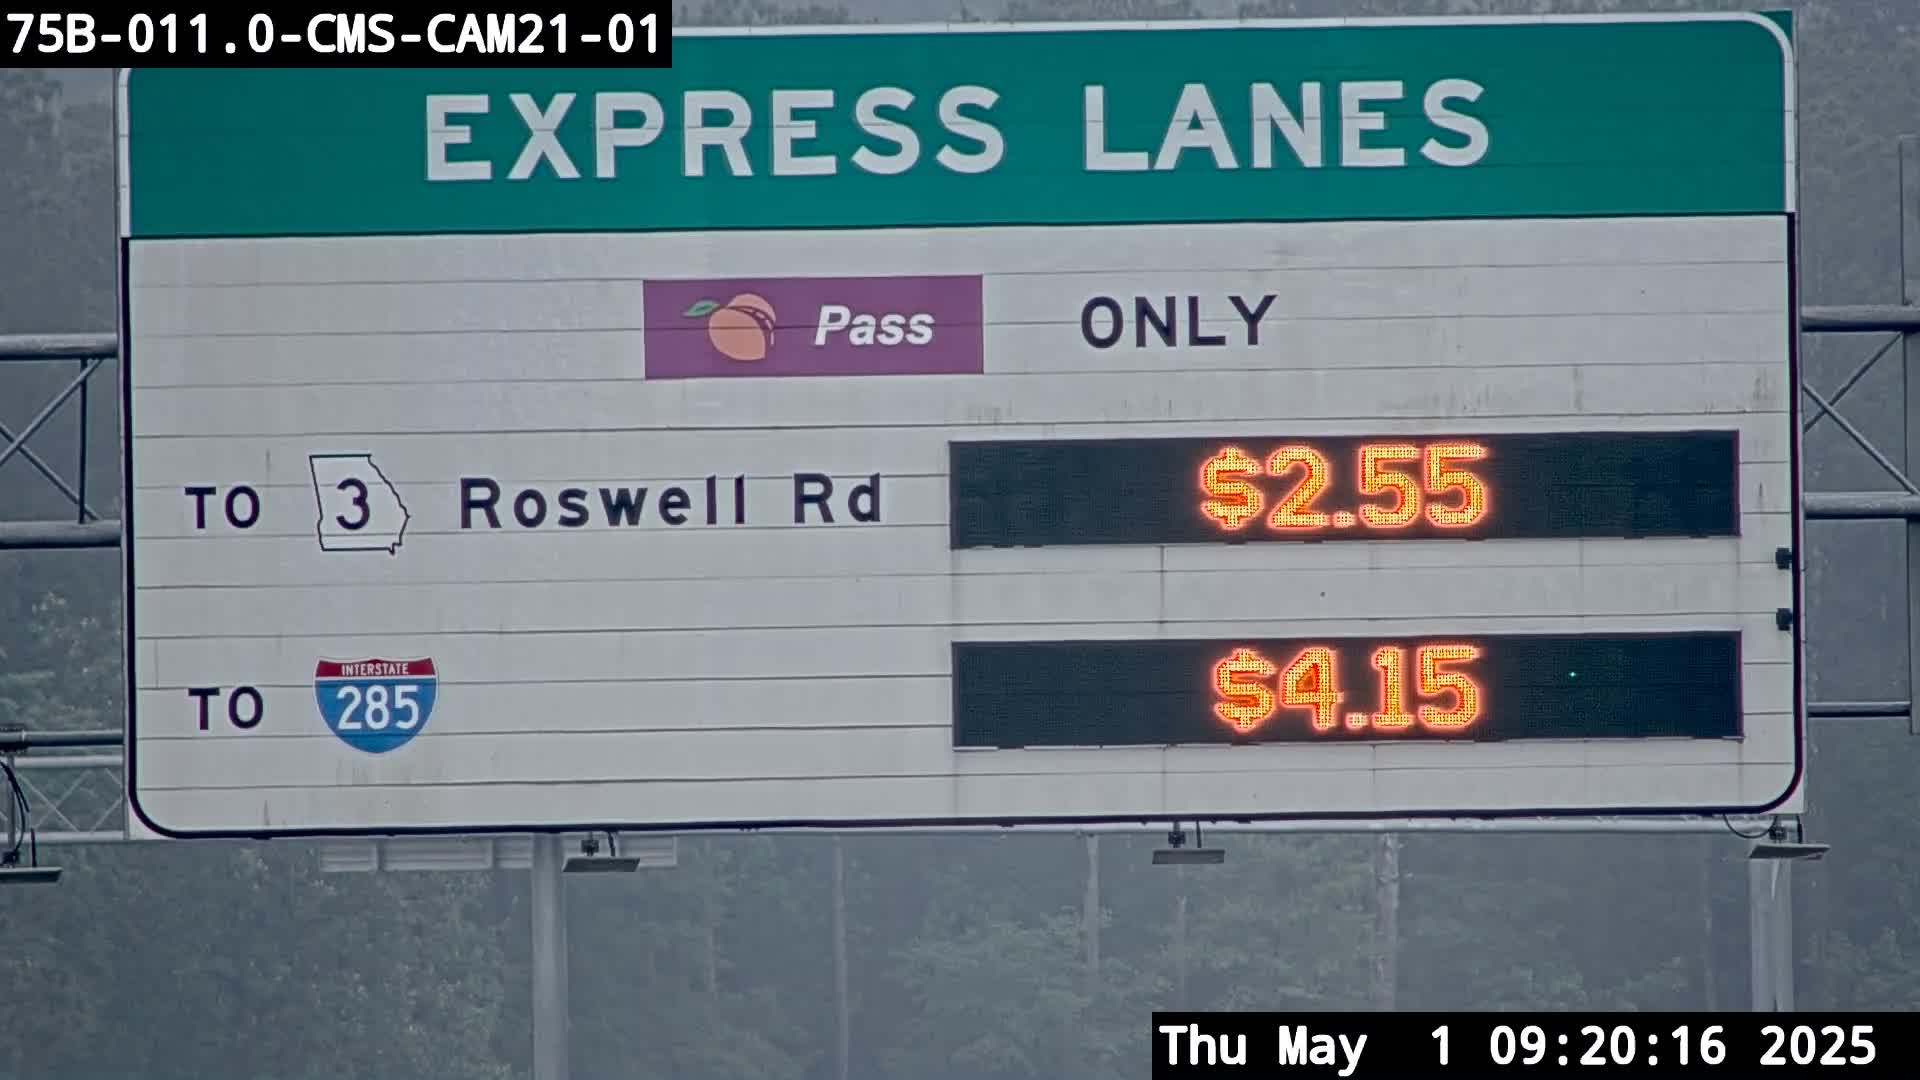 75B-011.0-CMS-CAM21-01
EXPRESS LANES
Pass ONLY
TO 3 Roswell Rd $2.55
INTERSTATE
TO 285 $4.15
Thu May 1 09:20:16 2025